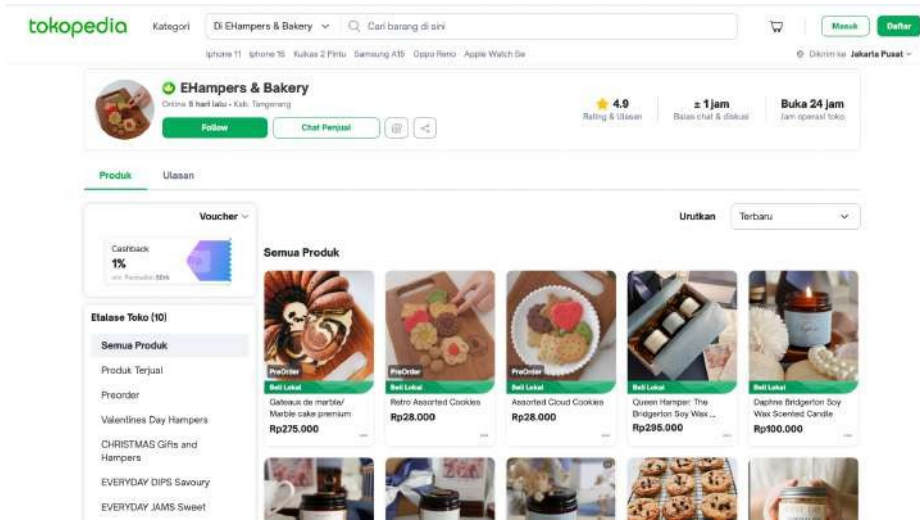 tokopedia
Kategori
Di EHampers & Bakery
Cari barang di sini
Masuk
Daftar
Iphone 11 Iphone 15 Kulkas 2 Pintu Samsung A15 Oppo Reno Apple Watch Se
Dikirim ke Jakarta Pusat
EHampers & Bakery
Online 5 hari lalu • Kab. Tangerang
Follow
Chat Penjual
4.9
Rating & Ulasan
± 1 jam
Balas chat & diskusi
Buka 24 jam
Jam operasi toko
Produk
Ulasan
Voucher
Cashback
1%
Urutkan
Terbaru
Etalase Toko (10)
Semua Produk
Produk Terjual
Preorder
Valentines Day Hampers
CHRISTMAS Gifts and
Hampers
EVERYDAY DIPS Savoury
EVERYDAY JAMS Sweet
Semua Produk
PreOrder
Beli Lokal
Gateaux de marble/
Marble cake premium
Rp275.000
PreOrder
Beli Lokal
Retro Assorted Cookies
Rp28.000
PreOrder
Beli Lokal
Assorted Cloud Cookies
Rp28.000
Beli Lokal
Queen Hamper: The
Bridgerton Soy Wax ...
Rp295.000
Beli Lokal
Daphne Bridgerton Soy
Wax Scented Candle
Rp100.000